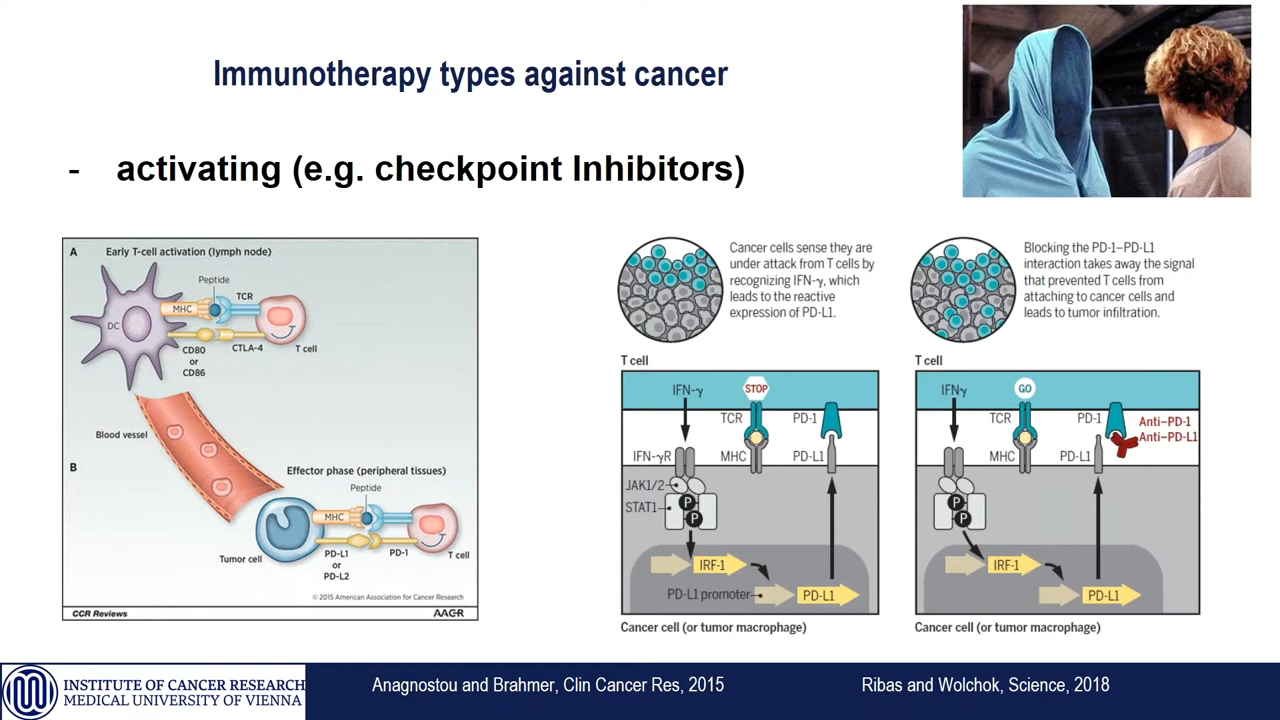 Immunotherapy types against cancer
- activating (e.g. checkpoint Inhibitors)
A Early T-cell activation (lymph node)
Peptide
MHC
TCR
DC
CD80
or
CD86
CTLA-4
T cell
Blood vessel
B
Effector phase (peripheral tissues)
Peptide
MHC
Tumor cell
PD-L1
or
PD-L2
PD-1
T cell
© 2015 American Association for Cancer Research
CCR Reviews
AACR
Cancer cells sense they are
under attack from T cells by
recognizing IFN-γ, which
leads to the reactive
expression of PD-L1.
T cell
IFN-γ
STOP
TCR
PD-1
IFN-γR
MHC
PD-L1
JAK1/2
STAT1
P
P
IRF-1
PD-L1 promoter
PD-L1
Cancer cell (or tumor macrophage)
Blocking the PD-1–PD-L1
interaction takes away the signal
that prevented T cells from
attaching to cancer cells and
leads to tumor infiltration.
T cell
IFNγ
GO
TCR
PD-1
Anti–PD-1
Anti–PD-L1
MHC
PD-L1
P
P
IRF-1
PD-L1
Cancer cell (or tumor macrophage)
INSTITUTE OF CANCER RESEARCH
MEDICAL UNIVERSITY OF VIENNA
Anagnostou and Brahmer, Clin Cancer Res, 2015
Ribas and Wolchok, Science, 2018